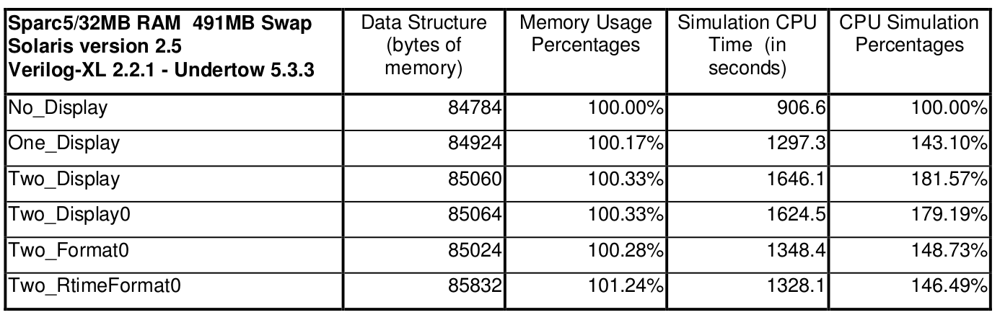 Sparc5/32MB RAM  491MB Swap
Solaris version 2.5
Verilog-XL 2.2.1 - Undertow 5.3.3
Data Structure
(bytes of
memory)
Memory Usage
Percentages
Simulation CPU
Time  (in
seconds)
CPU Simulation
Percentages
No_Display 84784 100.00% 906.6 100.00%
One_Display 84924 100.17% 1297.3 143.10%
Two_Display 85060 100.33% 1646.1 181.57%
Two_Display0 85064 100.33% 1624.5 179.19%
Two_Format0 85024 100.28% 1348.4 148.73%
Two_RtimeFormat0 85832 101.24% 1328.1 146.49%